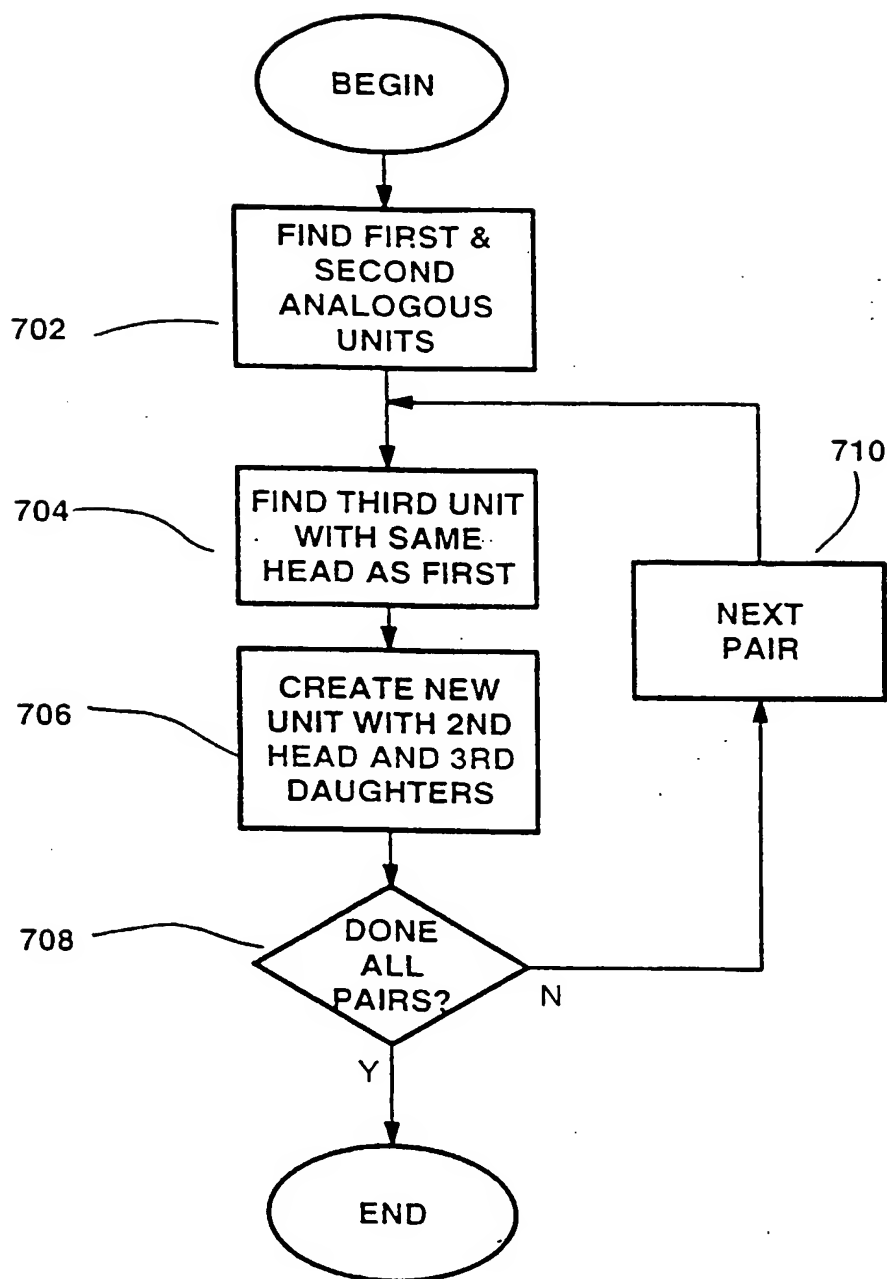 BEGIN
FIND FIRST &
SECOND
ANALOGOUS
UNITS
702
710
704
FIND THIRD UNIT
WITH SAME
HEAD AS FIRST
NEXT
PAIR
706
CREATE NEW
UNIT WITH 2ND
HEAD AND 3RD
DAUGHTERS
708
DONE
ALL
PAIRS?
N
Y
END